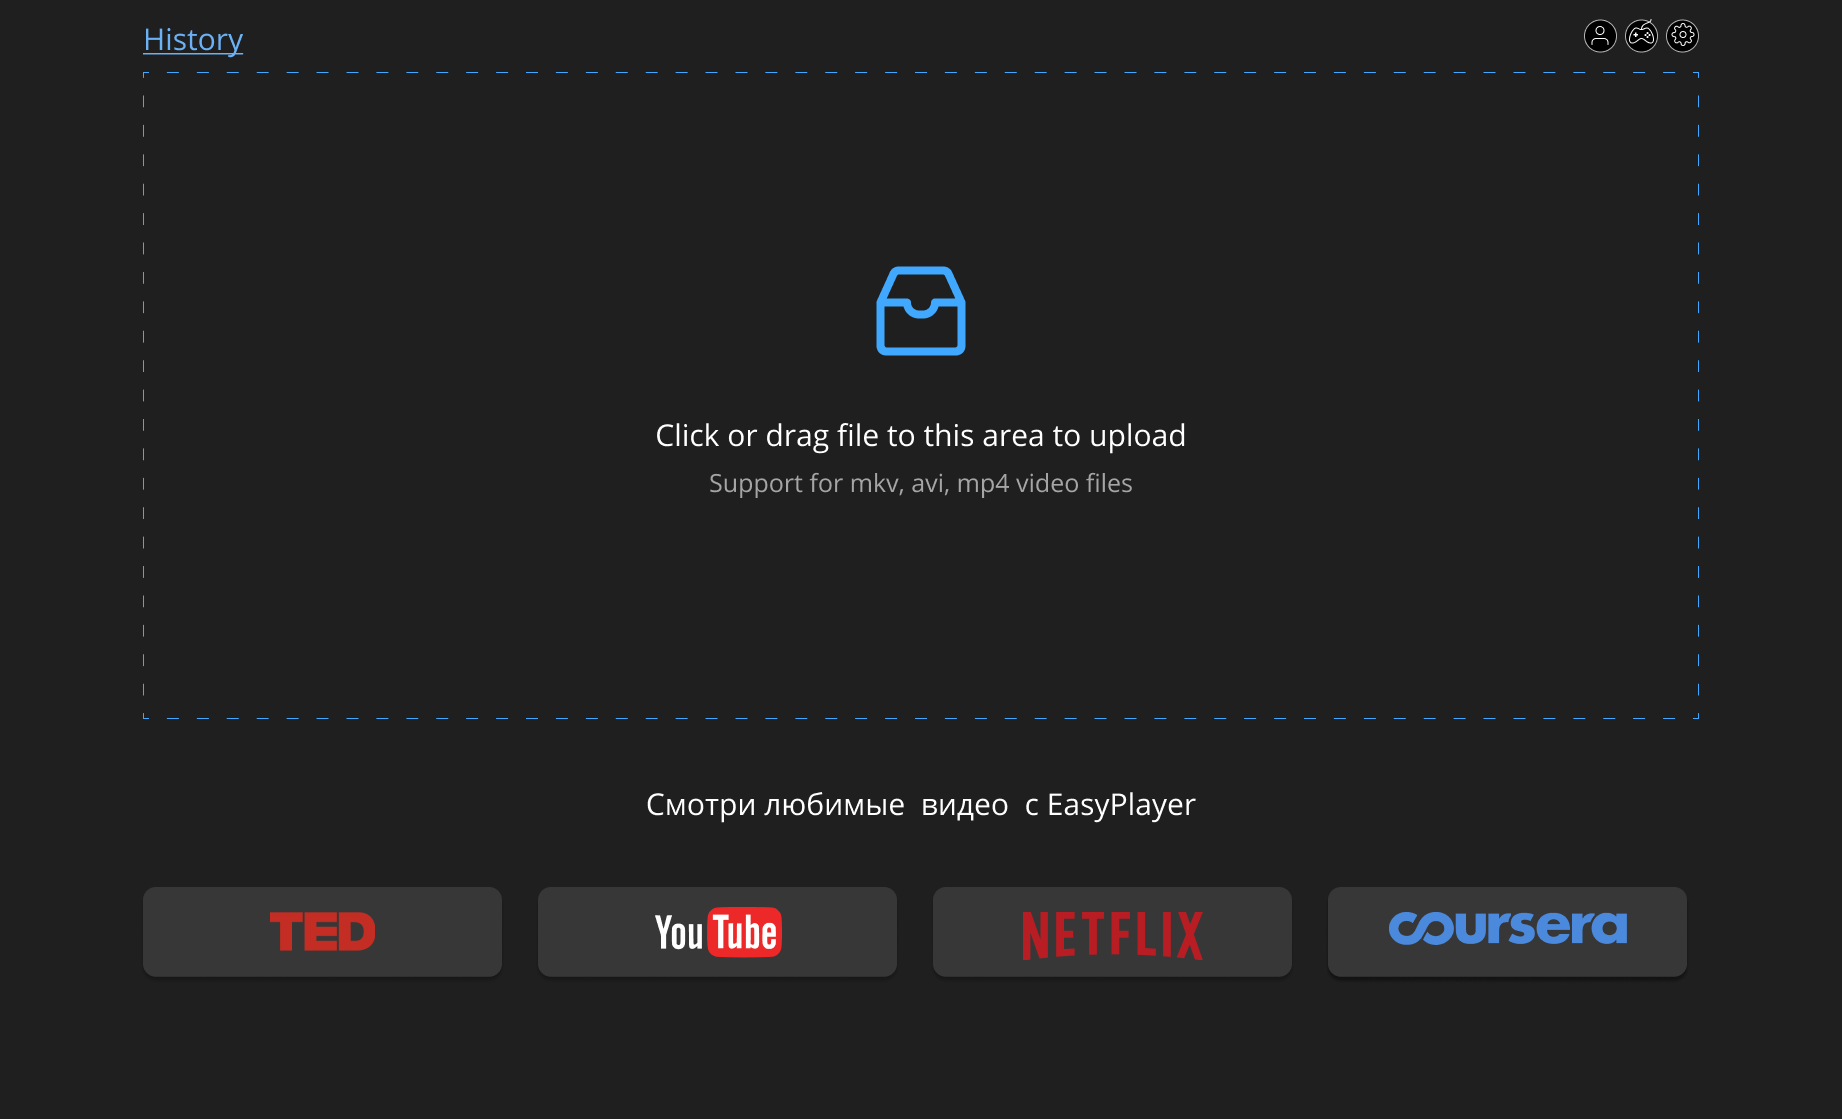 History
Click or drag file to this area to upload
Support for mkv, avi, mp4 video files
Смотри любимые видео с EasyPlayer
TED
YouTube
NETFLIX
coursera